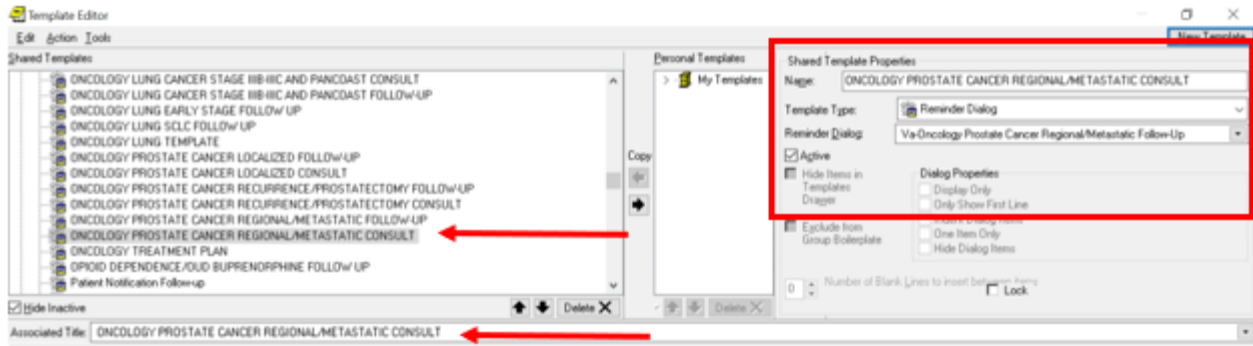 Template Editor
Edit Action Tools
New Template
Shared Templates
ONCOLOGY LUNG CANCER STAGE IIIB-IIIC AND PANCOAST CONSULT
ONCOLOGY LUNG CANCER STAGE IIIB-IIIC AND PANCOAST FOLLOW-UP
ONCOLOGY LUNG EARLY STAGE FOLLOW UP
ONCOLOGY LUNG SCLC FOLLOW UP
ONCOLOGY LUNG TEMPLATE
ONCOLOGY PROSTATE CANCER LOCALIZED FOLLOW-UP
ONCOLOGY PROSTATE CANCER LOCALIZED CONSULT
ONCOLOGY PROSTATE CANCER RECURRENCE/PROSTATECTOMY FOLLOW-UP
ONCOLOGY PROSTATE CANCER RECURRENCE/PROSTATECTOMY CONSULT
ONCOLOGY PROSTATE CANCER REGIONAL/METASTATIC FOLLOW-UP
ONCOLOGY PROSTATE CANCER REGIONAL/METASTATIC CONSULT
ONCOLOGY TREATMENT PLAN
OPIOID DEPENDENCE/OUD BUPRENORPHINE FOLLOW UP
Patient Notification Follow-up
Hide Inactive
Delete
Copy
Personal Templates
My Templates
Delete
Shared Template Properties
Name: ONCOLOGY PROSTATE CANCER REGIONAL/METASTATIC CONSULT
Template Type: Reminder Dialog
Reminder Dialog: Va-Oncology Prostate Cancer Regional/Metastatic Follow-Up
Active
Hide Items in
Templates
Drawer
Exclude from
Group Boilerplate
Dialog Properties
Display Only
Only Show First Line
Indent Dialog Items
One Item Only
Hide Dialog Items
0 Number of Blank Lines to insert between items
Lock
Associated Title: ONCOLOGY PROSTATE CANCER REGIONAL/METASTATIC CONSULT